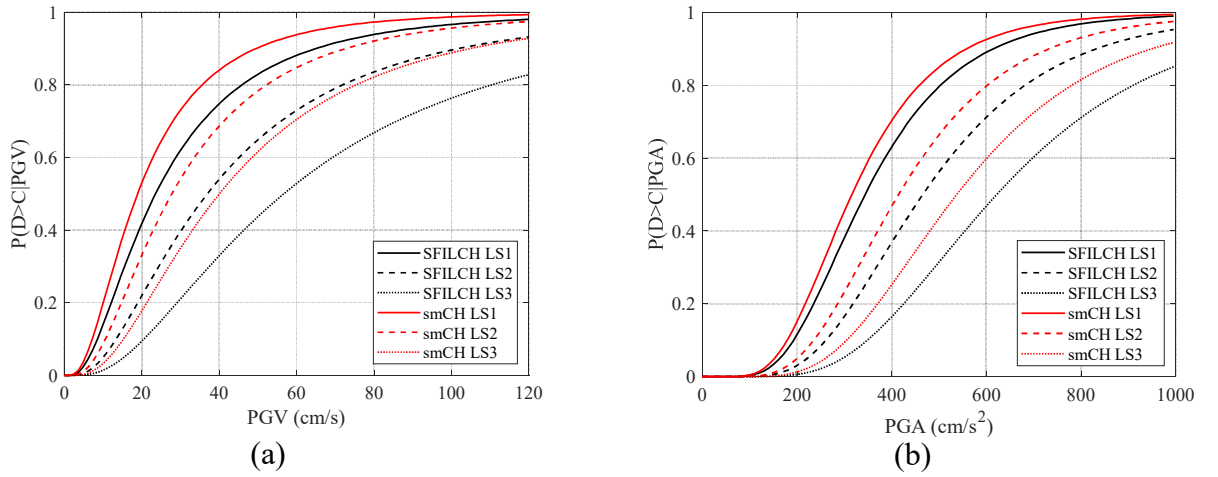 1
0.8
0.6
0.4
0.2
0
P(D>C|PGV)
SFILCH LS1
SFILCH LS2
SFILCH LS3
smCH LS1
smCH LS2
smCH LS3
0 20 40 60 80 100 120
PGV (cm/s)
(a)
1
0.8
0.6
0.4
0.2
0
P(D>C|PGA)
SFILCH LS1
SFILCH LS2
SFILCH LS3
smCH LS1
smCH LS2
smCH LS3
0 200 400 600 800 1000
PGA (cm/s²)
(b)